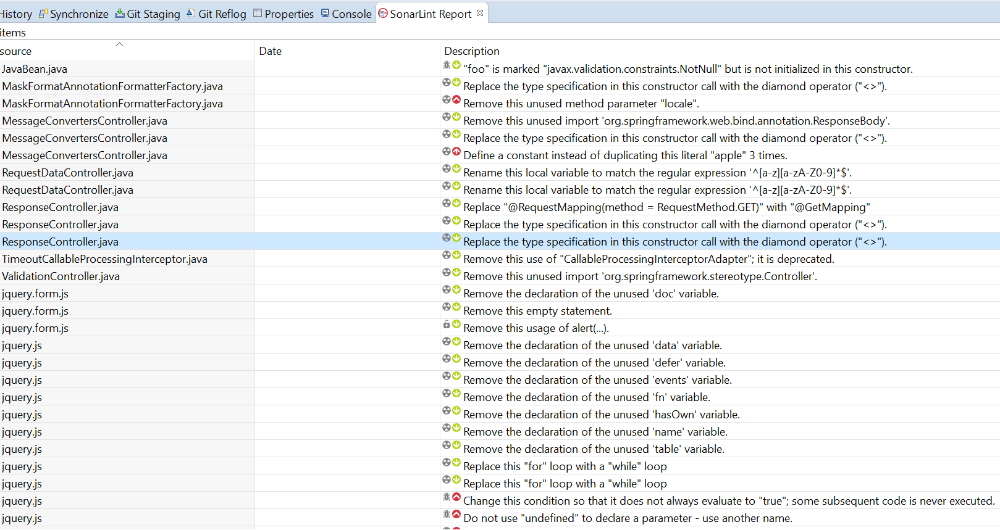 History Synchronize Git Staging Git Reflog Properties Console SonarLint Report
items
source Date Description
JavaBean.java "foo" is marked "javax.validation.constraints.NotNull" but is not initialized in this constructor.
MaskFormatAnnotationFormatterFactory.java Replace the type specification in this constructor call with the diamond operator ("<>").
MaskFormatAnnotationFormatterFactory.java Remove this unused method parameter "locale".
MessageConvertersController.java Remove this unused import 'org.springframework.web.bind.annotation.ResponseBody'.
MessageConvertersController.java Replace the type specification in this constructor call with the diamond operator ("<>").
MessageConvertersController.java Define a constant instead of duplicating this literal "apple" 3 times.
RequestDataController.java Rename this local variable to match the regular expression '^[a-z][a-zA-Z0-9]*$'.
RequestDataController.java Rename this local variable to match the regular expression '^[a-z][a-zA-Z0-9]*$'.
ResponseController.java Replace "@RequestMapping(method = RequestMethod.GET)" with "@GetMapping"
ResponseController.java Replace the type specification in this constructor call with the diamond operator ("<>").
ResponseController.java Replace the type specification in this constructor call with the diamond operator ("<>").
TimeoutCallableProcessingInterceptor.java Remove this use of "CallableProcessingInterceptorAdapter"; it is deprecated.
ValidationController.java Remove this unused import 'org.springframework.stereotype.Controller'.
jquery.form.js Remove the declaration of the unused 'doc' variable.
jquery.form.js Remove this empty statement.
jquery.form.js Remove this usage of alert(...).
jquery.js Remove the declaration of the unused 'data' variable.
jquery.js Remove the declaration of the unused 'defer' variable.
jquery.js Remove the declaration of the unused 'events' variable.
jquery.js Remove the declaration of the unused 'fn' variable.
jquery.js Remove the declaration of the unused 'hasOwn' variable.
jquery.js Remove the declaration of the unused 'name' variable.
jquery.js Remove the declaration of the unused 'table' variable.
jquery.js Replace this "for" loop with a "while" loop
jquery.js Replace this "for" loop with a "while" loop
jquery.js Change this condition so that it does not always evaluate to "true"; some subsequent code is never executed.
jquery.js Do not use "undefined" to declare a parameter - use another name.